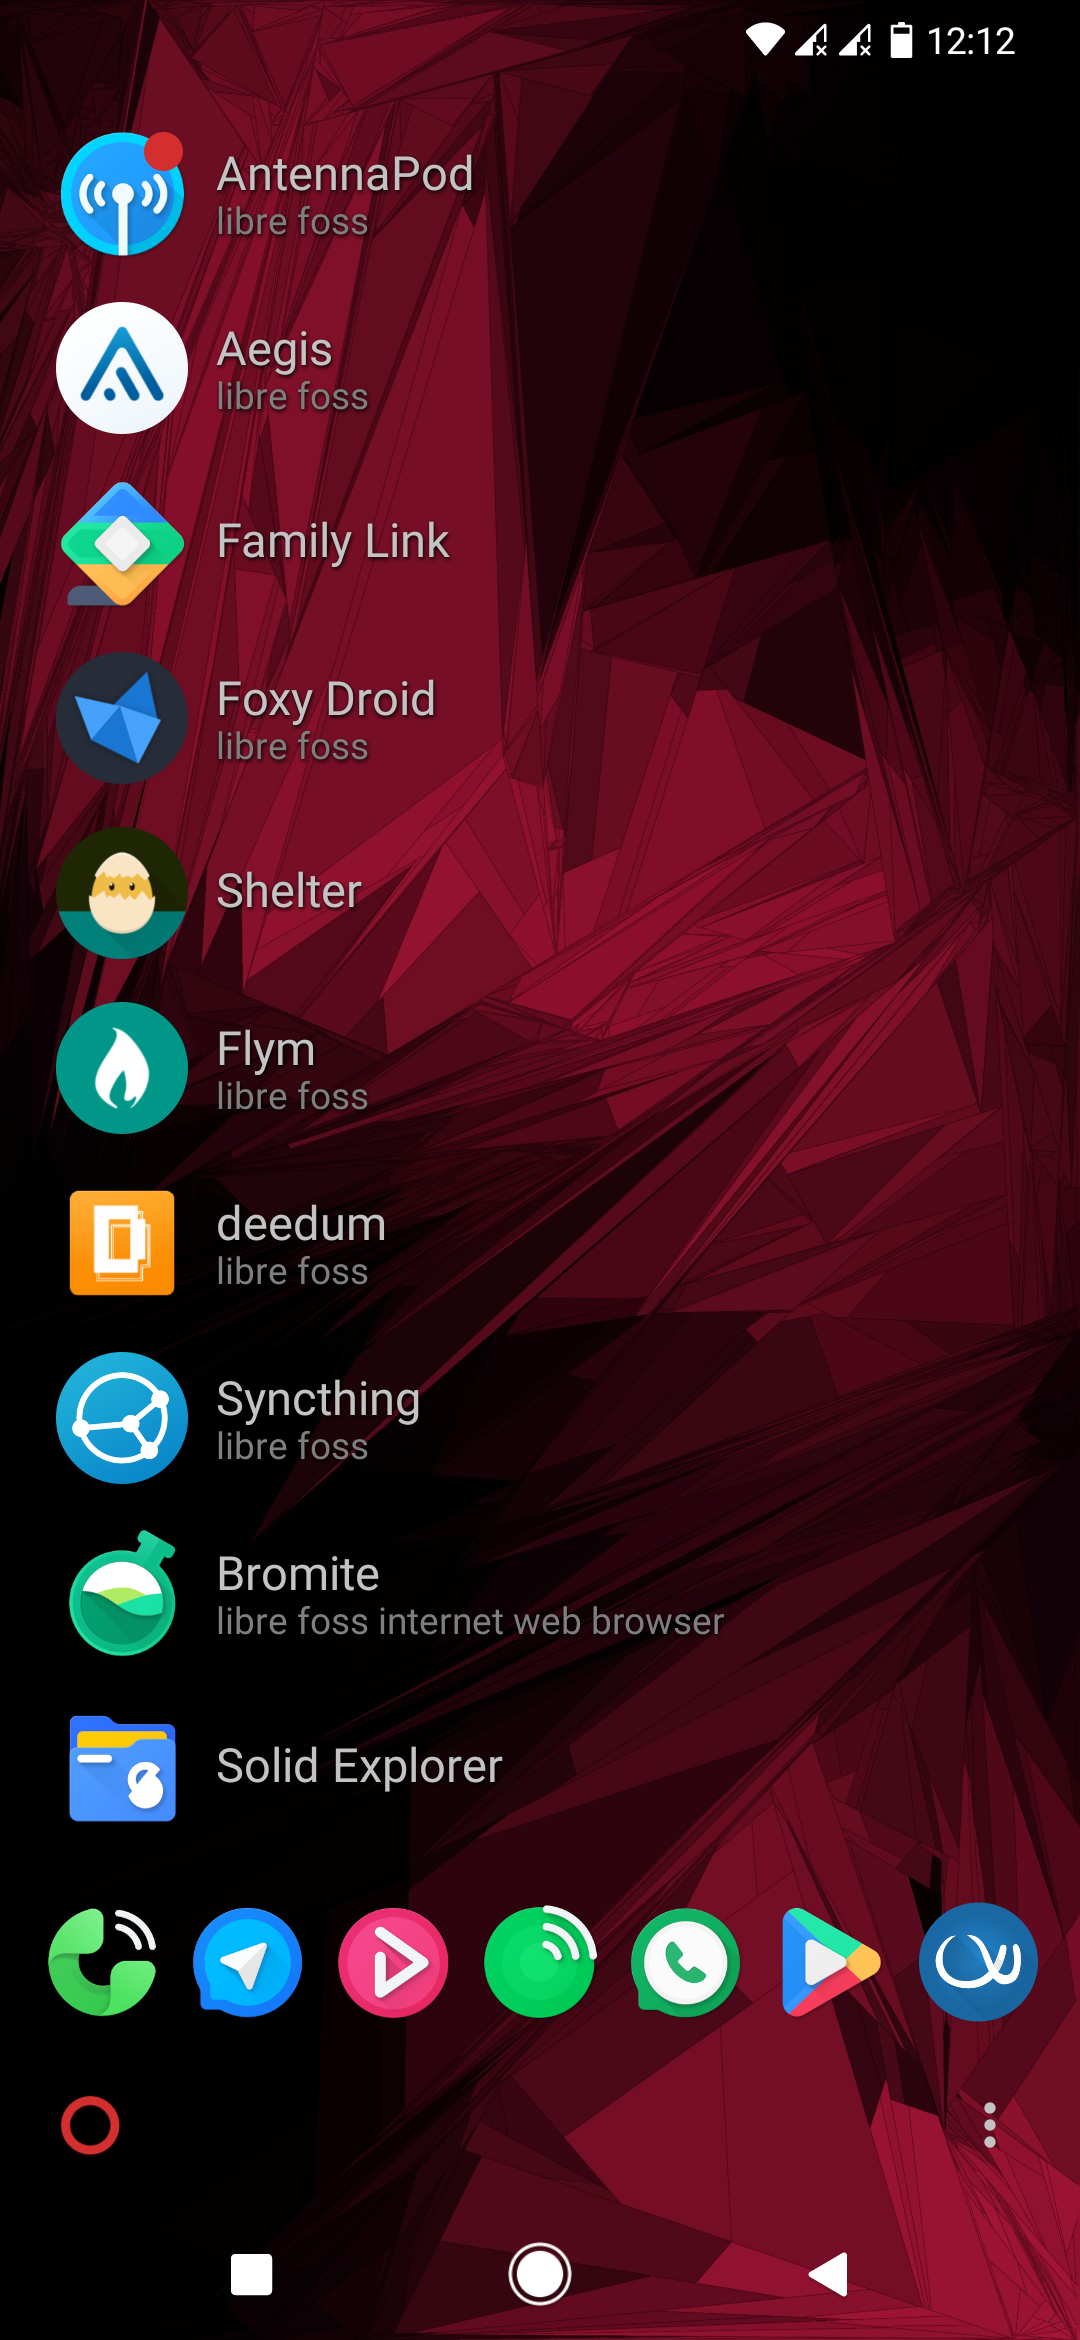 12:12
AntennaPod
libre foss
Aegis
libre foss
Family Link
Foxy Droid
libre foss
Shelter
Flym
libre foss
deedum
libre foss
Syncthing
libre foss
Bromite
libre foss internet web browser
Solid Explorer